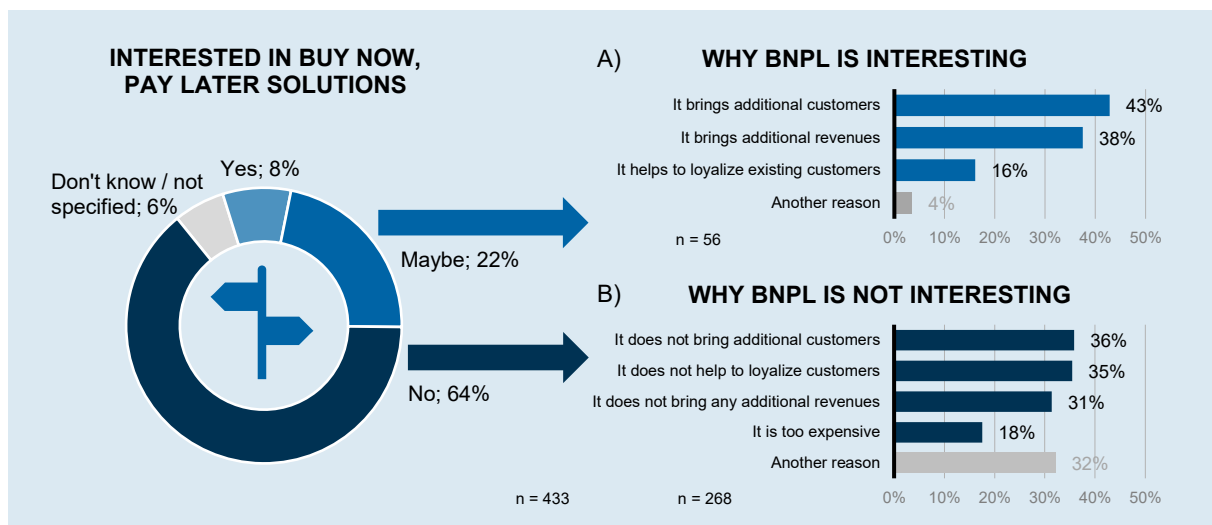 INTERESTED IN BUY NOW,
PAY LATER SOLUTIONS
Don't know / not
specified; 6%
Yes; 8%
Maybe; 22%
No; 64%
n = 433
A)
WHY BNPL IS INTERESTING
It brings additional customers
43%
It brings additional revenues
38%
It helps to loyalize existing customers
16%
Another reason
4%
0% 10% 20% 30% 40% 50%
n = 56
B)
WHY BNPL IS NOT INTERESTING
It does not bring additional customers
36%
It does not help to loyalize customers
35%
It does not bring any additional revenues
31%
It is too expensive
18%
Another reason
32%
0% 10% 20% 30% 40% 50%
n = 268